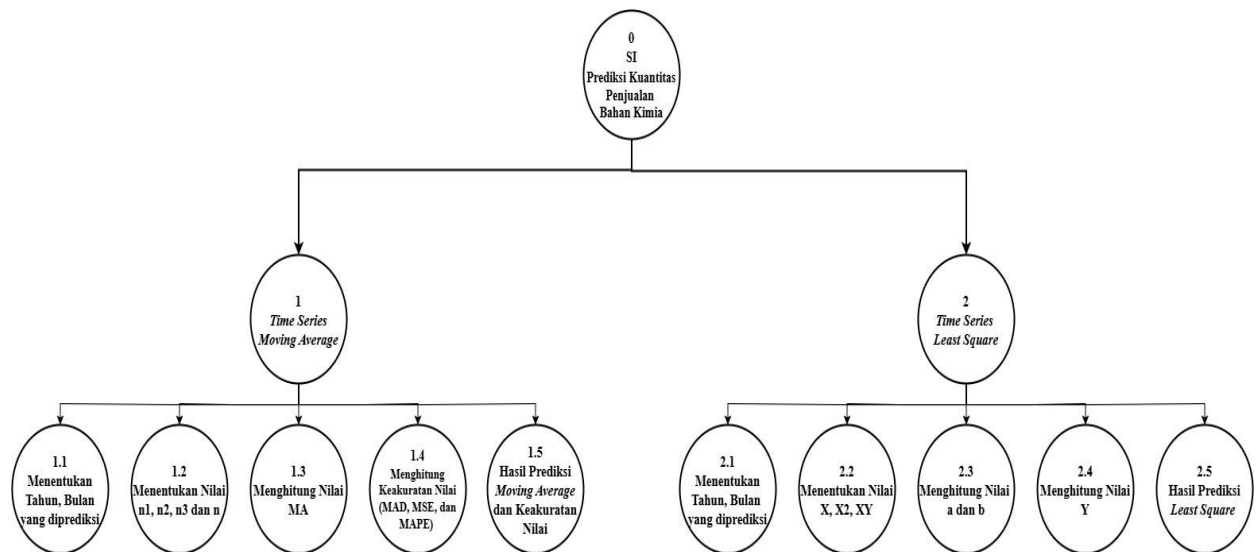 0
SI
Prediksi Kuantitas
Penjualan
Bahan Kimia
1
Time Series
Moving Average
2
Time Series
Least Square
1.1
Menentukan
Tahun, Bulan
yang diprediksi
1.2
Menentukan Nilai
n1, n2, n3 dan n
1.3
Menghitung Nilai
MA
1.4
Menghitung
Keakuratan Nilai
(MAD, MSE, dan
MAPE)
1.5
Hasil Prediksi
Moving Average
dan Keakuratan
Nilai
2.1
Menentukan
Tahun, Bulan
yang diprediksi
2.2
Menentukan Nilai
X, X2, XY
2.3
Menghitung Nilai
a dan b
2.4
Menghitung Nilai
Y
2.5
Hasil Prediksi
Least Square